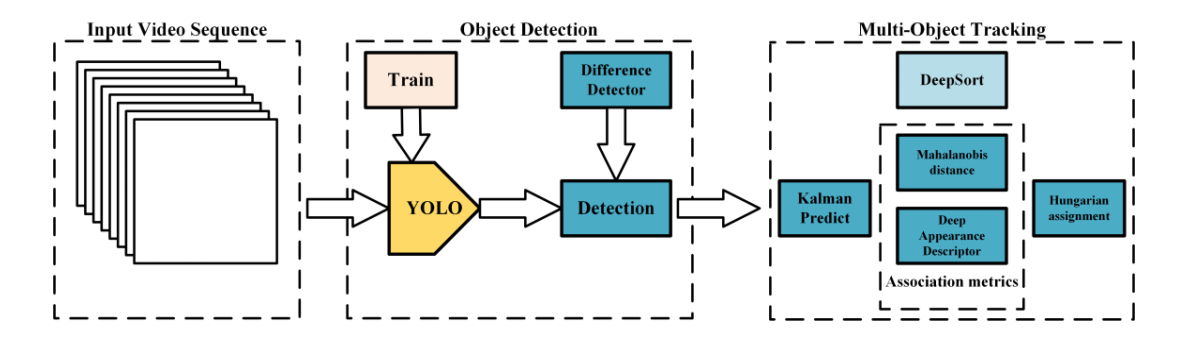 Input Video Sequence
Object Detection
Train
Difference
Detector
YOLO
Detection
Multi-Object Tracking
DeepSort
Mahalanobis
distance
Kalman
Predict
Deep
Appearance
Descriptor
Hungarian
assignment
Association metrics